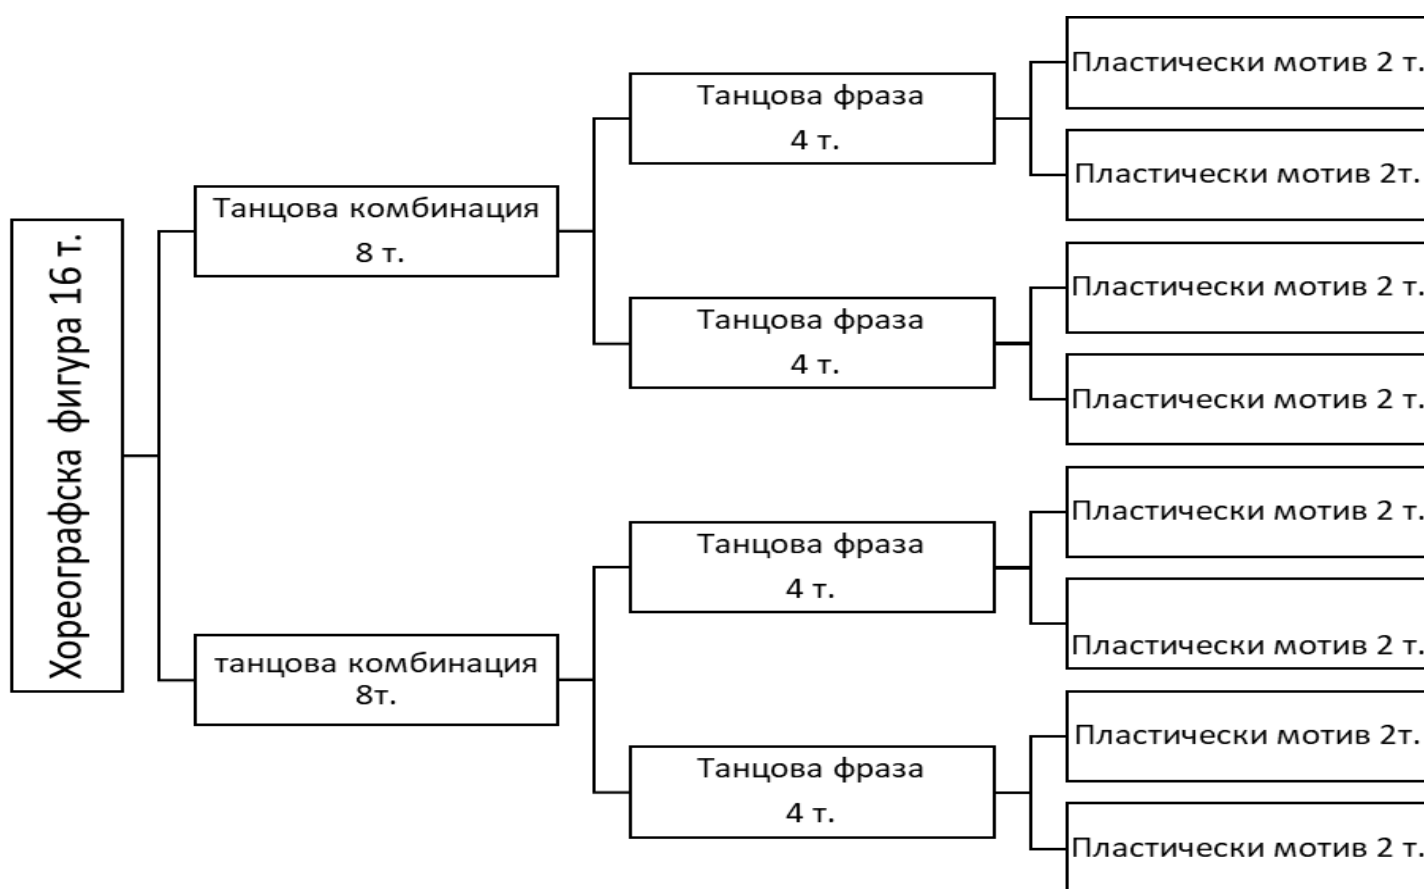 Хореографска фигура 16 т.
Танцова комбинация
8 т.
Танцова фраза
4 т.
Пластически мотив 2 т.
Пластически мотив 2т.
Танцова фраза
4 т.
Пластически мотив 2 т.
Пластически мотив 2 т.
танцова комбинация
8т.
Танцова фраза
4 т.
Пластически мотив 2 т.
Пластически мотив 2 т.
Танцова фраза
4 т.
Пластически мотив 2т.
Пластически мотив 2 т.